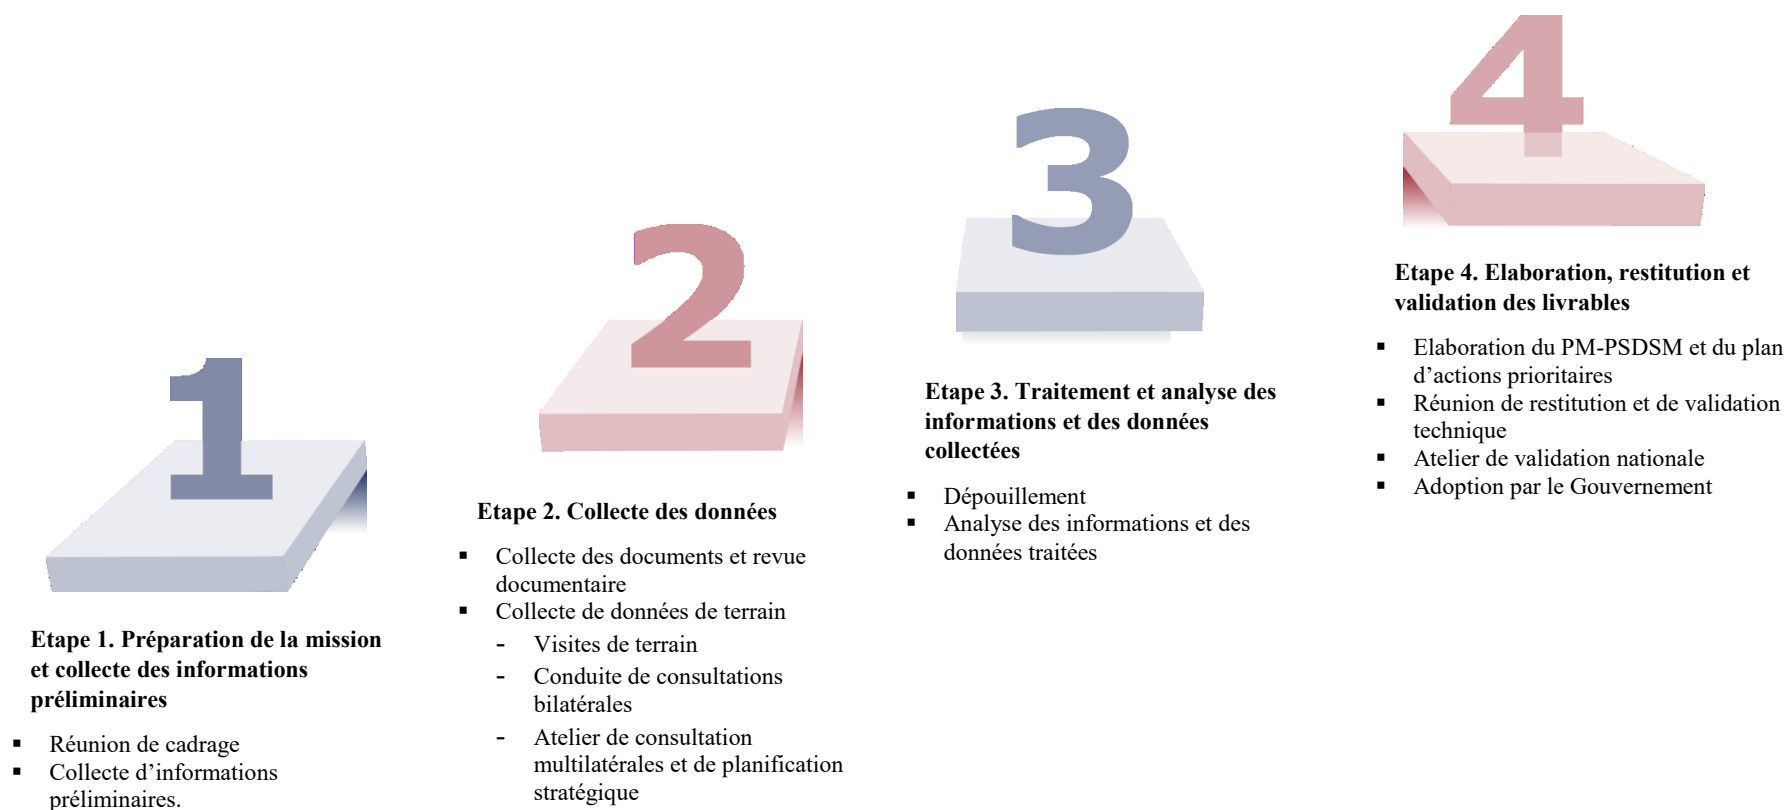 1
Etape 1. Préparation de la mission
et collecte des informations
préliminaires
▪ Réunion de cadrage
▪ Collecte d’informations
préliminaires.
2
Etape 2. Collecte des données
▪ Collecte des documents et revue
documentaire
▪ Collecte de données de terrain
- Visites de terrain
- Conduite de consultations
bilatérales
- Atelier de consultation
multilatérales et de planification
stratégique
3
Etape 3. Traitement et analyse des
informations et des données
collectées
▪ Dépouillement
▪ Analyse des informations et des
données traitées
4
Etape 4. Elaboration, restitution et
validation des livrables
▪ Elaboration du PM-PSDSM et du plan
d’actions prioritaires
▪ Réunion de restitution et de validation
technique
▪ Atelier de validation nationale
▪ Adoption par le Gouvernement